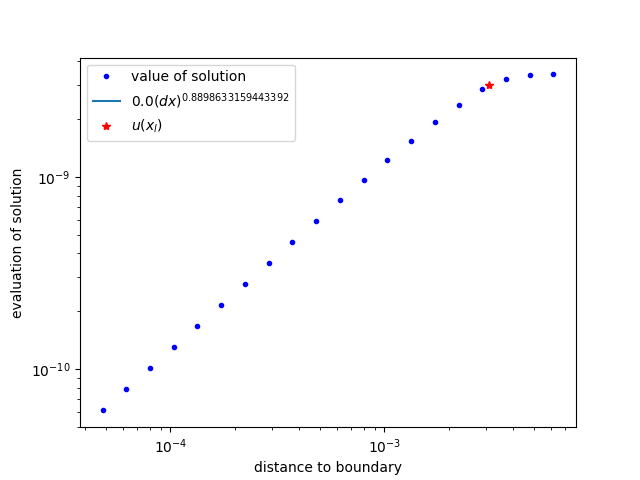 value of solution
0.0(dx)^0.8898633159443392
u(x_l)
evaluation of solution
10^−9
10^−10
10^−4
10^−3
distance to boundary